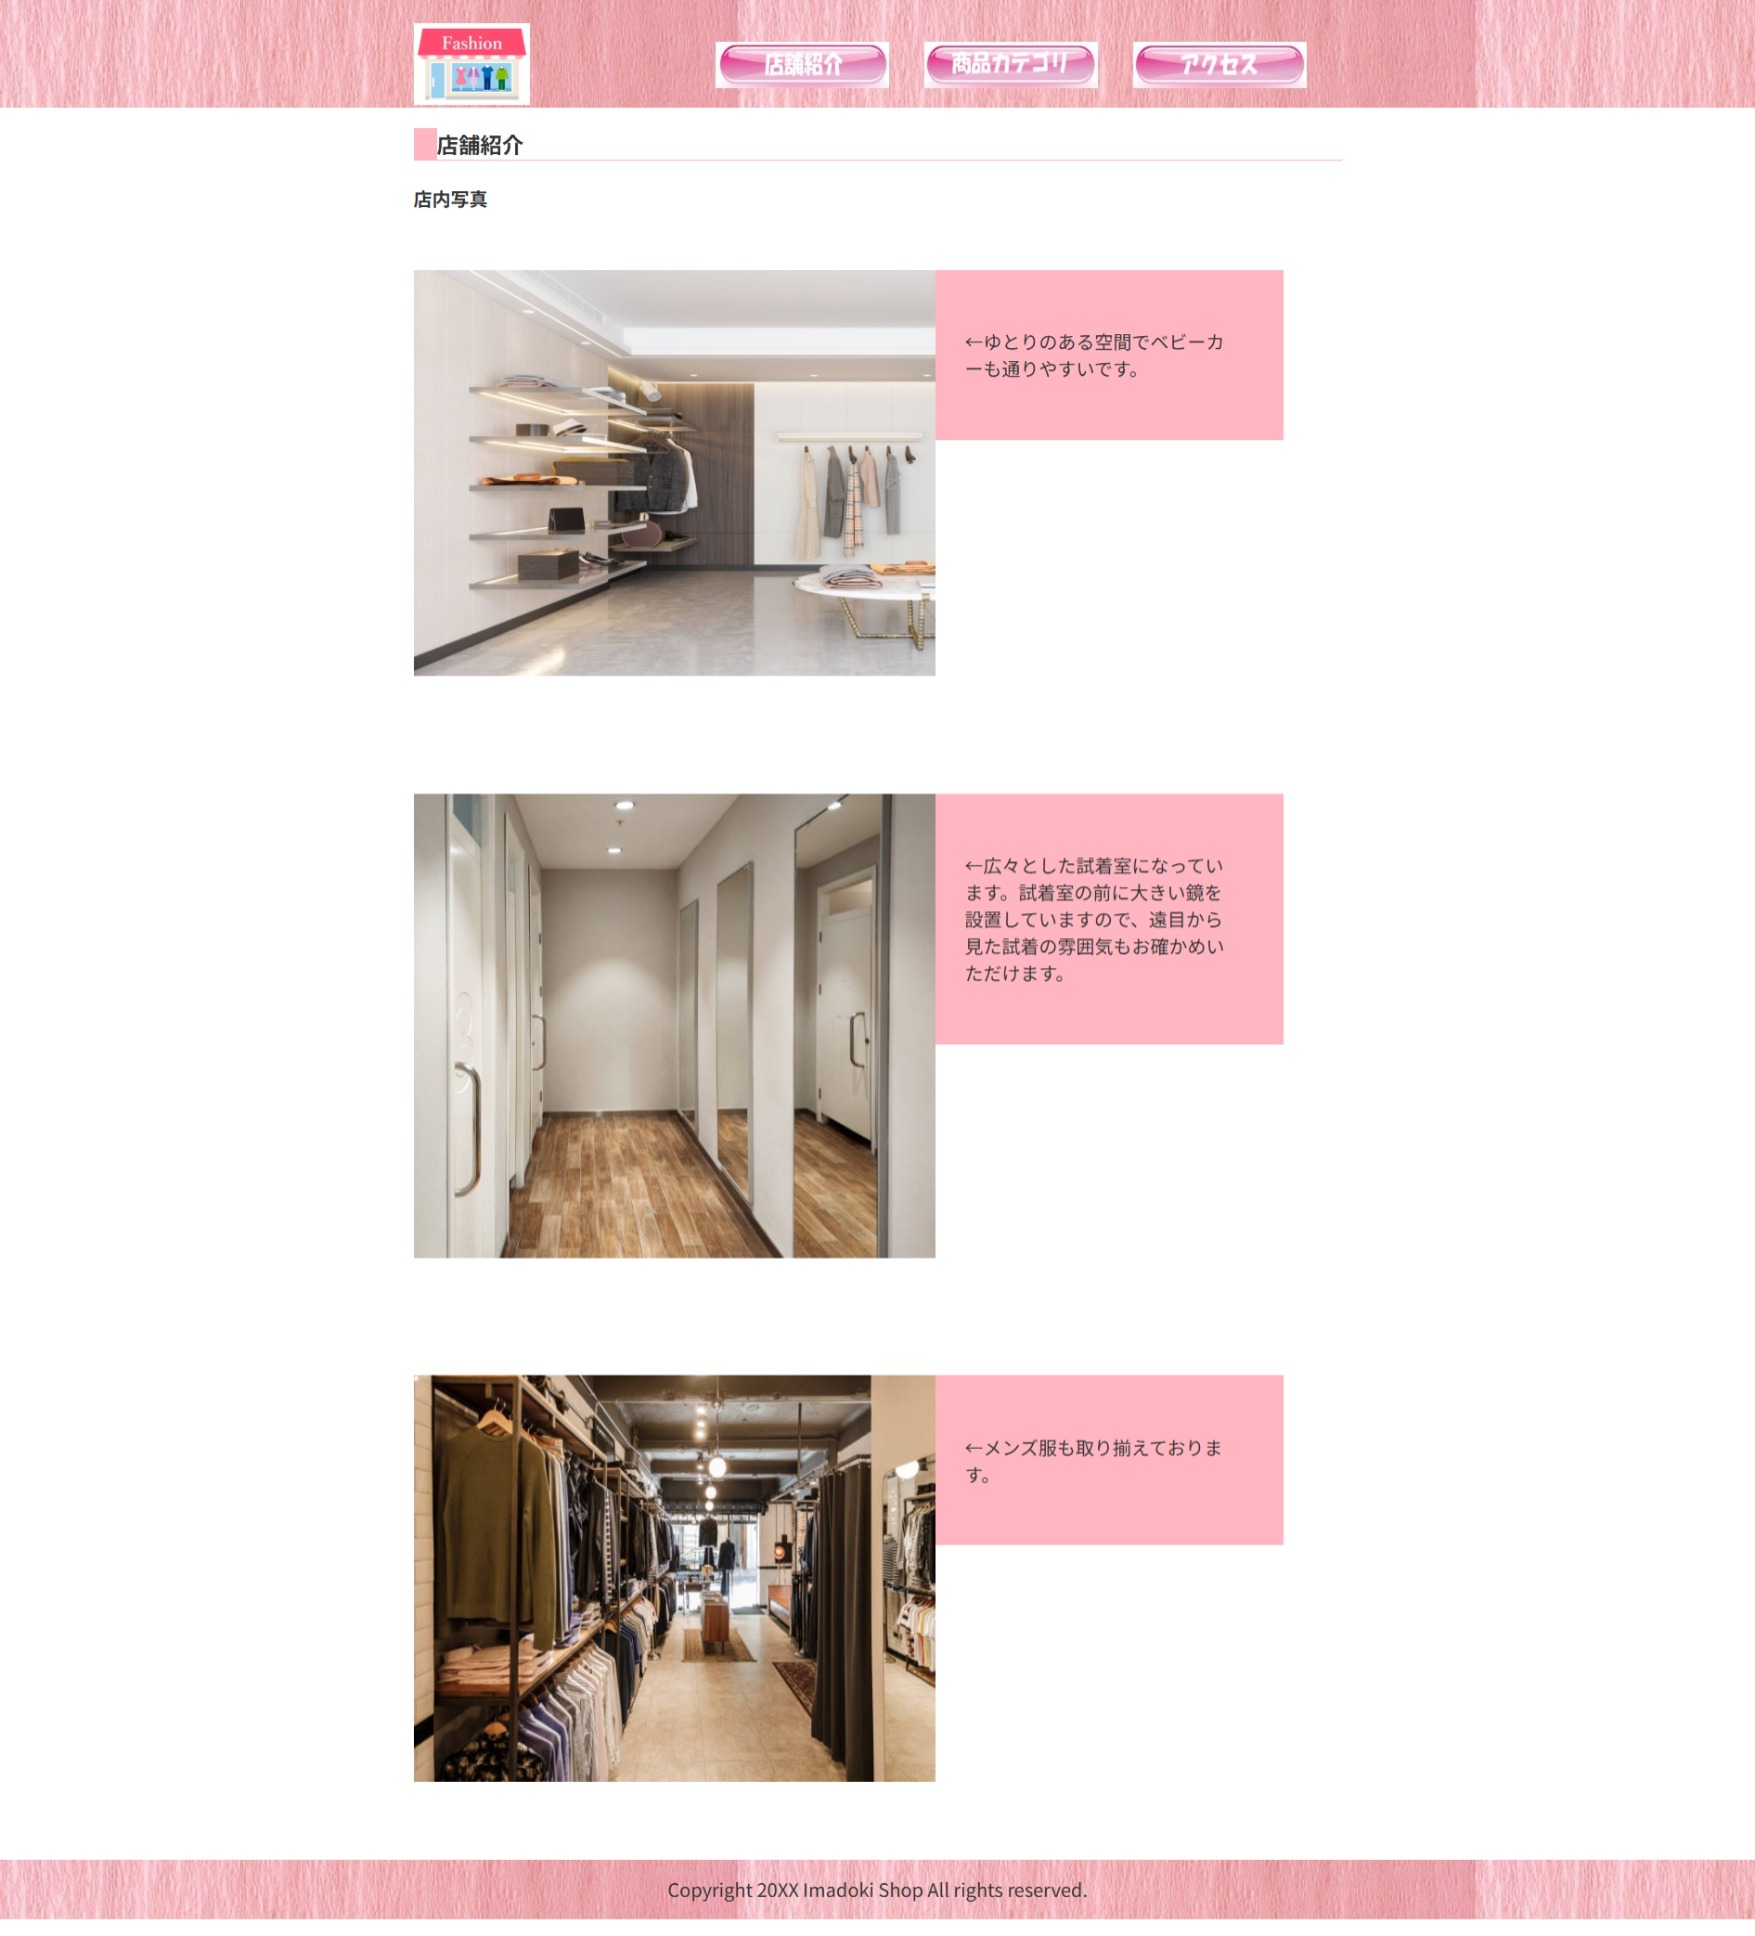 Fashion
店舗紹介
商品カテゴリ
アクセス
店舗紹介
店内写真
←ゆとりのある空間でベビーカ
ーも通りやすいです。
←広々とした試着室になってい
ます。試着室の前に大きい鏡を
設置していますので、遠目から
見た試着の雰囲気もお確かめい
ただけます。
←メンズ服も取り揃えておりま
す。
Copyright 20XX Imadoki Shop All rights reserved.